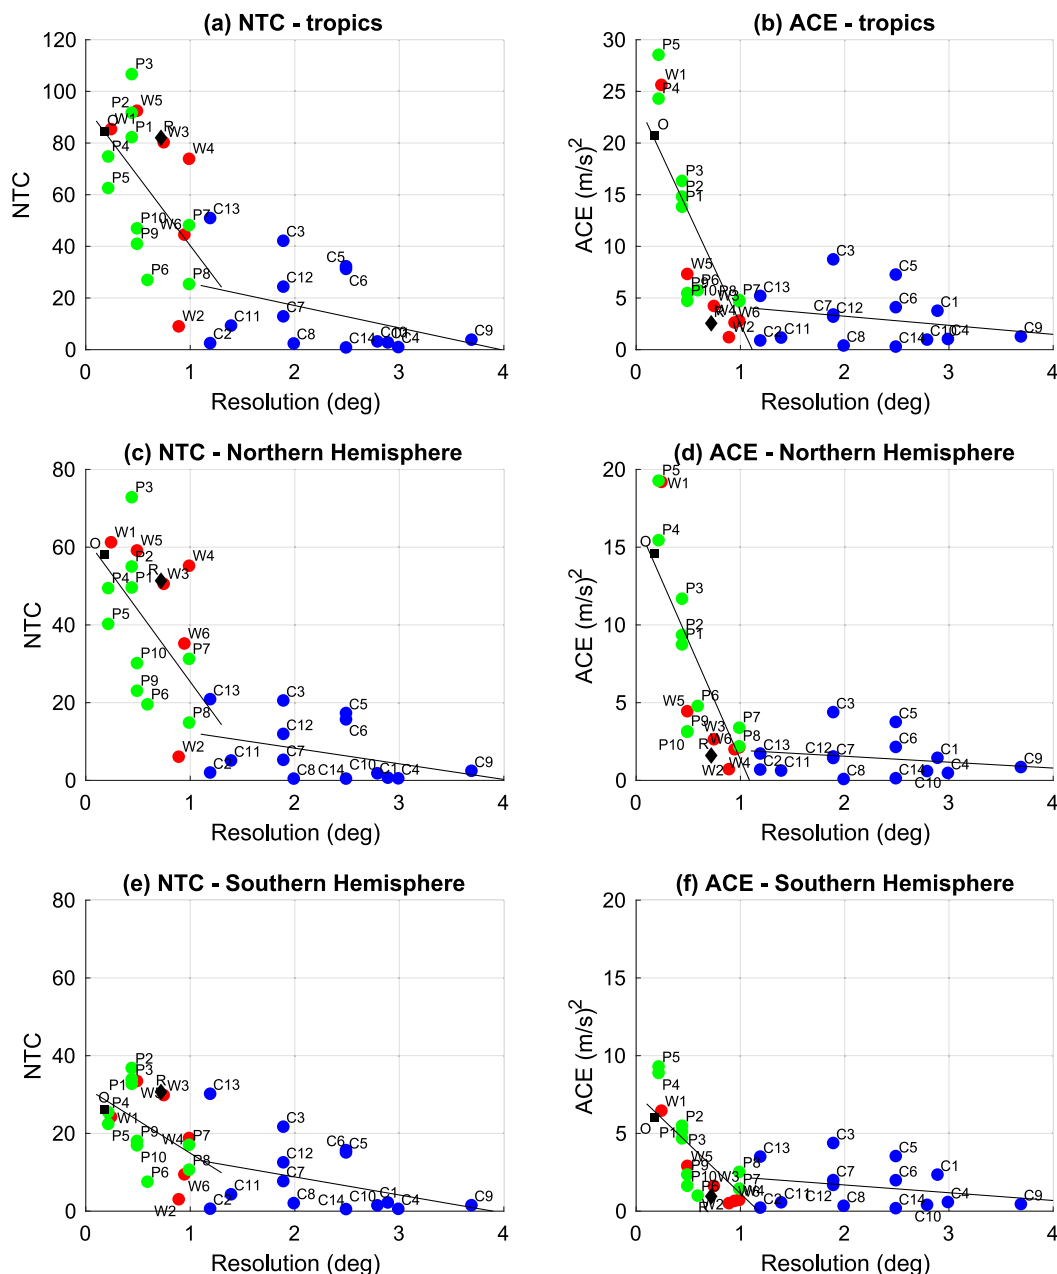 (a) NTC - tropics
120
100
80
60
40
20
0
NTC
P3
P2
W5
O
W1
P1
R
W3
P4
W4
P5
P10
W6
P7
C13
P9
C3
C5
P6
P8
C12
C6
W2
C11
C7
C2
C8
C14
C10
C4
C9
0 1 2 3 4
Resolution (deg)
(b) ACE - tropics
30
25
20
15
10
5
0
ACE (m/s)2
P5
W1
P4
O
P3
P2
P1
W5
P6
P9
P10
P8
P7
C13
C3
C5
W3
R
W4
W6
W2
C2
C11
C7
C12
C6
C1
C8
C14
C10
C4
C9
0 1 2 3 4
Resolution (deg)
(c) NTC - Northern Hemisphere
80
60
40
20
0
NTC
P3
W1
O
W5
P2
W4
P4
P1
R
W3
P5
W6
P10
P7
P9
P6
C13
C3
C5
P8
C12
C6
W2
C11
C7
C2
C8
C14
C10
C1
C4
C9
0 1 2 3 4
Resolution (deg)
(d) ACE - Northern Hemisphere
20
15
10
5
0
ACE (m/s)2
P5
W1
P4
O
P3
P2
P1
W5
P6
P9
W3
P7
C3
C5
P10
R
W6
P8
C13
C12
C7
C6
C1
W2
W4
C2
C11
C8
C14
C10
C4
C9
0 1 2 3 4
Resolution (deg)
(e) NTC - Southern Hemisphere
80
60
40
20
0
NTC
P2
P3
P1
W5
R
W3
C13
O
P4
W1
P5
P9
W4
P7
C3
P10
C6
C5
P6
P8
C12
W6
C7
W2
C2
C11
C8
C14
C10
C1
C4
C9
0 1 2 3 4
Resolution (deg)
(f) ACE - Southern Hemisphere
20
15
10
5
0
ACE (m/s)2
P5
P4
W1
O
P2
P1
P3
W5
P9
P10
P8
C13
C3
C5
P7
R
W2
C2
C11
C12
C7
C6
C1
C8
C14
C10
C4
C9
0 1 2 3 4
Resolution (deg)